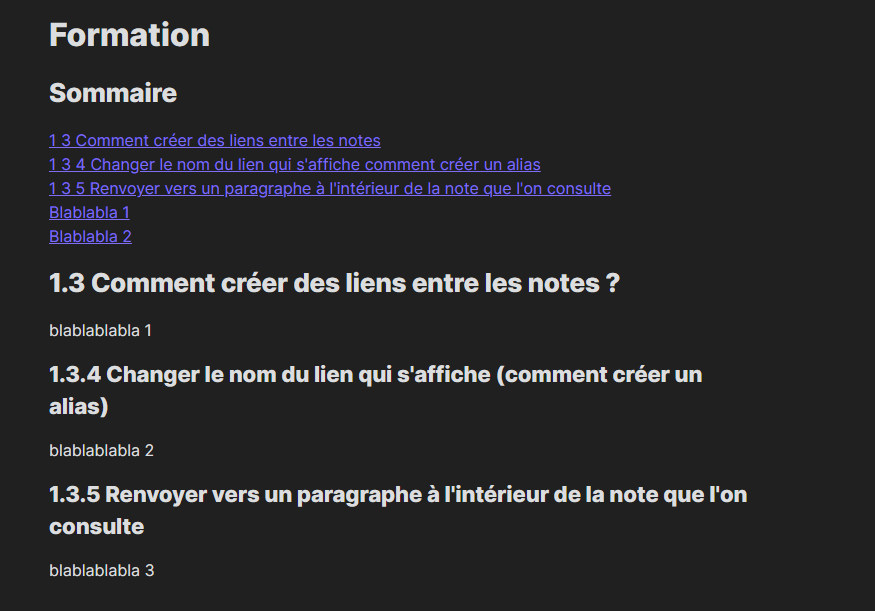 Formation
Sommaire
1 3 Comment créer des liens entre les notes
1 3 4 Changer le nom du lien qui s'affiche comment créer un alias
1 3 5 Renvoyer vers un paragraphe à l'intérieur de la note que l'on consulte
Blablabla 1
Blablabla 2
1.3 Comment créer des liens entre les notes ?
blablablabla 1
1.3.4 Changer le nom du lien qui s'affiche (comment créer un
alias)
blablablabla 2
1.3.5 Renvoyer vers un paragraphe à l'intérieur de la note que l'on
consulte
blablablabla 3